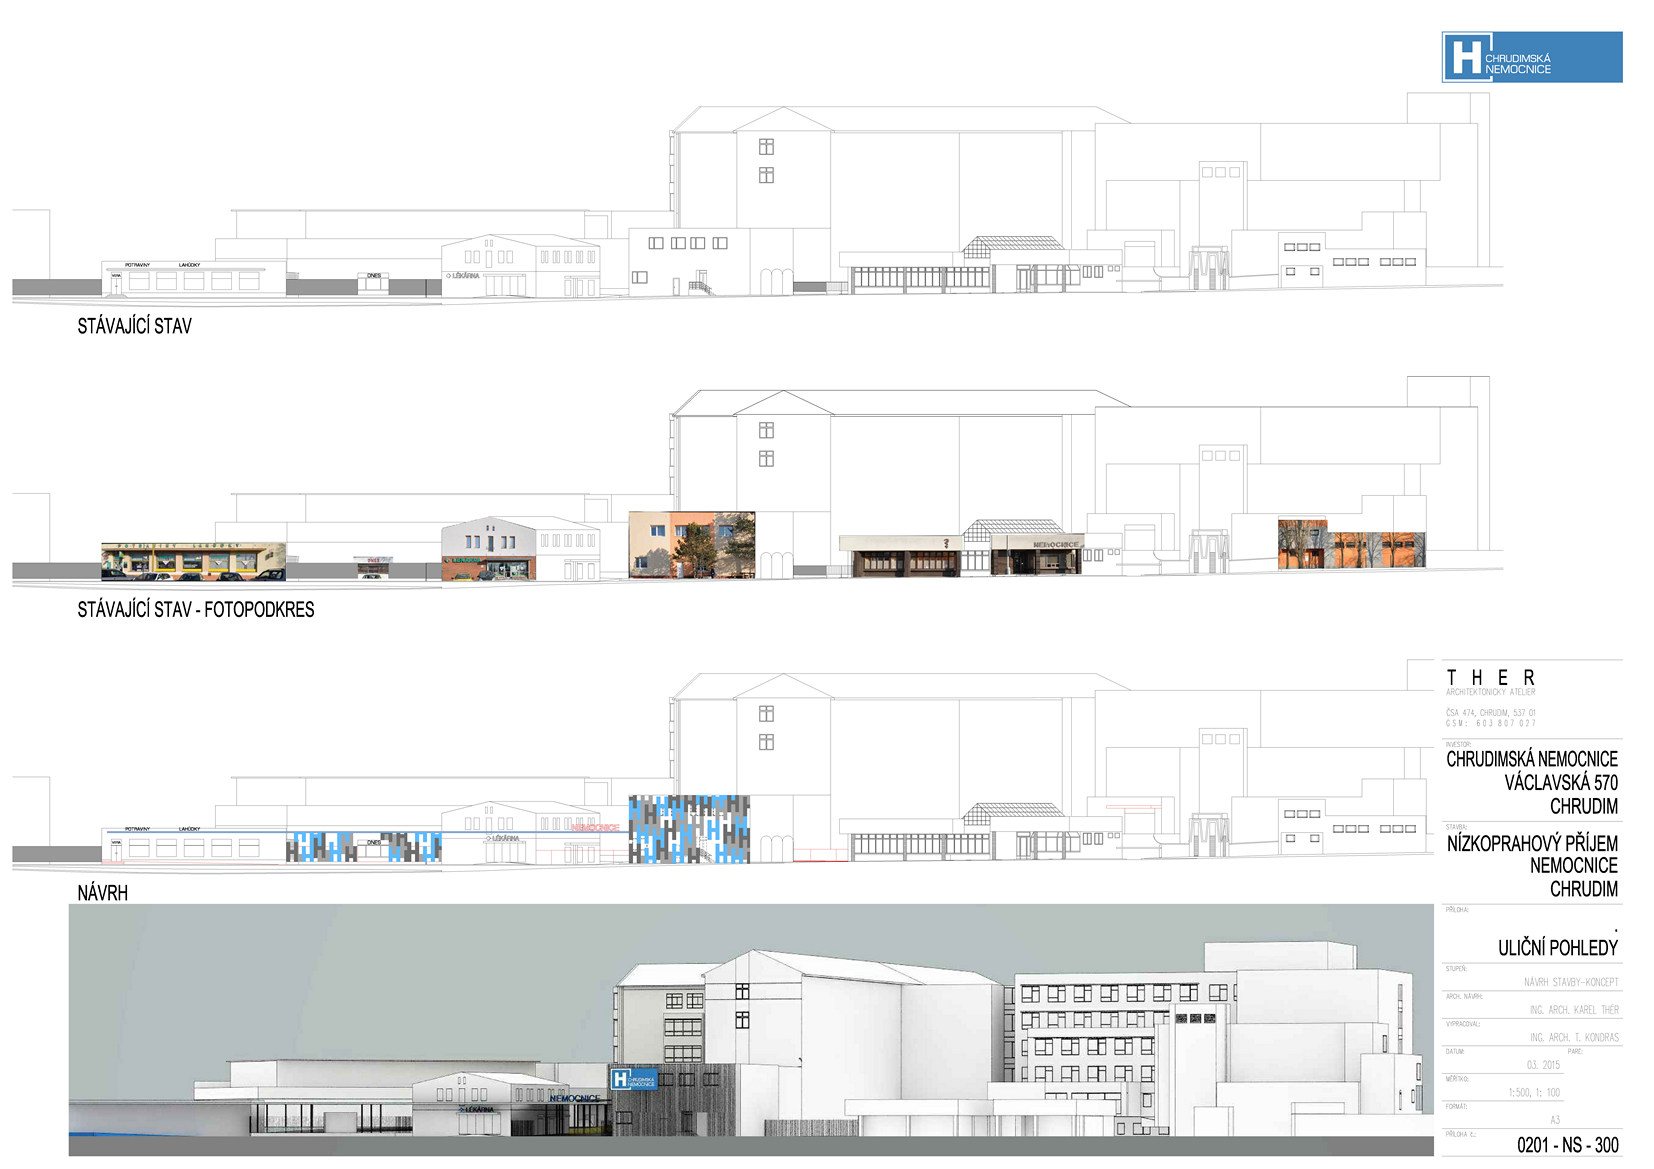 CHRUDIMSKÁ
NEMOCNICE
POTRAVINY LAHŮDKY
DNES
LÉKÁRNA
STÁVAJÍCÍ STAV
NEMOCNICE
STÁVAJÍCÍ STAV - FOTOPODKRES
POTRAVINY LAHŮDKY
DNES
LÉKÁRNA
NEMOCNICE
NÁVRH
CHRUDIMSKÁ
NEMOCNICE
NEMOCNICE
LÉKÁRNA
THER
ARCHITEKTONICKÝ ATELIER
ČSA 474, CHRUDIM, 537 01
GSM: 603 807 027
INVESTOR:
CHRUDIMSKÁ NEMOCNICE
VÁCLAVSKÁ 570
CHRUDIM
STAVBA:
NÍZKOPRAHOVÝ PŘÍJEM
NEMOCNICE
CHRUDIM
PŘÍLOHA:
.
ULIČNÍ POHLEDY
STUPEŇ:
NÁVRH STAVBY-KONCEPT
ARCH. NÁVRH:
ING. ARCH. KAREL THÉR
VYPRACOVAL:
ING. ARCH. T. KONDRAS
DATUM: PARÉ:
03. 2015
MĚŘÍTKO:
1:500, 1: 100
FORMÁT:
A3
PŘÍLOHA č.:
0201 - NS - 300